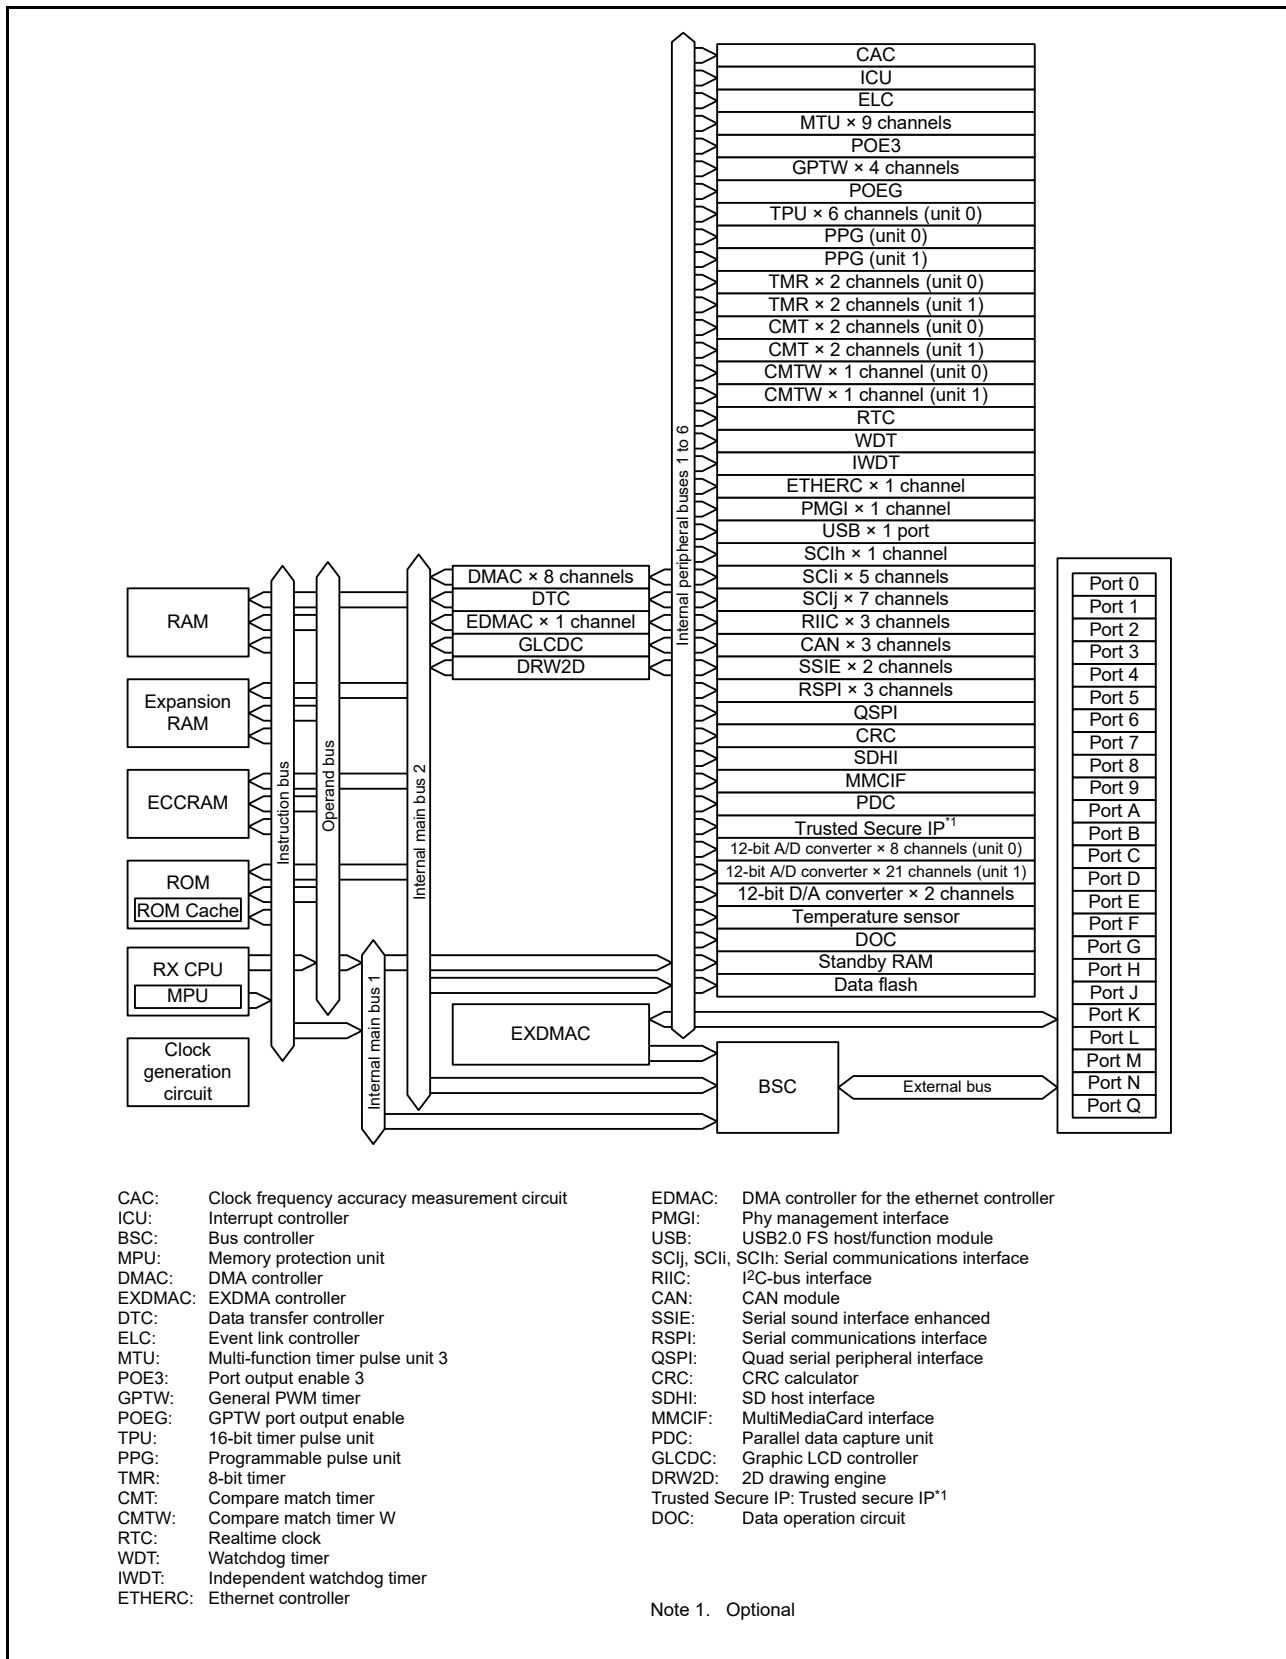 CAC
ICU
ELC
MTU × 9 channels
POE3
GPTW × 4 channels
POEG
TPU × 6 channels (unit 0)
PPG (unit 0)
PPG (unit 1)
TMR × 2 channels (unit 0)
TMR × 2 channels (unit 1)
CMT × 2 channels (unit 0)
CMT × 2 channels (unit 1)
CMTW × 1 channel (unit 0)
CMTW × 1 channel (unit 1)
RTC
WDT
IWDT
ETHERC × 1 channel
PMGI × 1 channel
USB × 1 port
SCIh × 1 channel
SCIi × 5 channels
SCIj × 7 channels
RIIC × 3 channels
CAN × 3 channels
SSIE × 2 channels
RSPI × 3 channels
QSPI
CRC
SDHI
MMCIF
PDC
Trusted Secure IP*1
12-bit A/D converter × 8 channels (unit 0)
12-bit A/D converter × 21 channels (unit 1)
12-bit D/A converter × 2 channels
Temperature sensor
DOC
Standby RAM
Data flash
Internal peripheral buses 1 to 6
DMAC × 8 channels
DTC
EDMAC × 1 channel
GLCDC
DRW2D
RAM
Expansion
RAM
ECCRAM
ROM
ROM Cache
RX CPU
MPU
Clock
generation
circuit
Instruction bus
Operand bus
Internal main bus 1
Internal main bus 2
EXDMAC
BSC
External bus
Port 0
Port 1
Port 2
Port 3
Port 4
Port 5
Port 6
Port 7
Port 8
Port 9
Port A
Port B
Port C
Port D
Port E
Port F
Port G
Port H
Port J
Port K
Port L
Port M
Port N
Port Q
CAC: Clock frequency accuracy measurement circuit
ICU: Interrupt controller
BSC: Bus controller
MPU: Memory protection unit
DMAC: DMA controller
EXDMAC: EXDMA controller
DTC: Data transfer controller
ELC: Event link controller
MTU: Multi-function timer pulse unit 3
POE3: Port output enable 3
GPTW: General PWM timer
POEG: GPTW port output enable
TPU: 16-bit timer pulse unit
PPG: Programmable pulse unit
TMR: 8-bit timer
CMT: Compare match timer
CMTW: Compare match timer W
RTC: Realtime clock
WDT: Watchdog timer
IWDT: Independent watchdog timer
ETHERC: Ethernet controller
EDMAC: DMA controller for the ethernet controller
PMGI: Phy management interface
USB: USB2.0 FS host/function module
SCIj, SCIi, SCIh: Serial communications interface
RIIC: I2C-bus interface
CAN: CAN module
SSIE: Serial sound interface enhanced
RSPI: Serial communications interface
QSPI: Quad serial peripheral interface
CRC: CRC calculator
SDHI: SD host interface
MMCIF: MultiMediaCard interface
PDC: Parallel data capture unit
GLCDC: Graphic LCD controller
DRW2D: 2D drawing engine
Trusted Secure IP: Trusted secure IP*1
DOC: Data operation circuit
Note 1. Optional